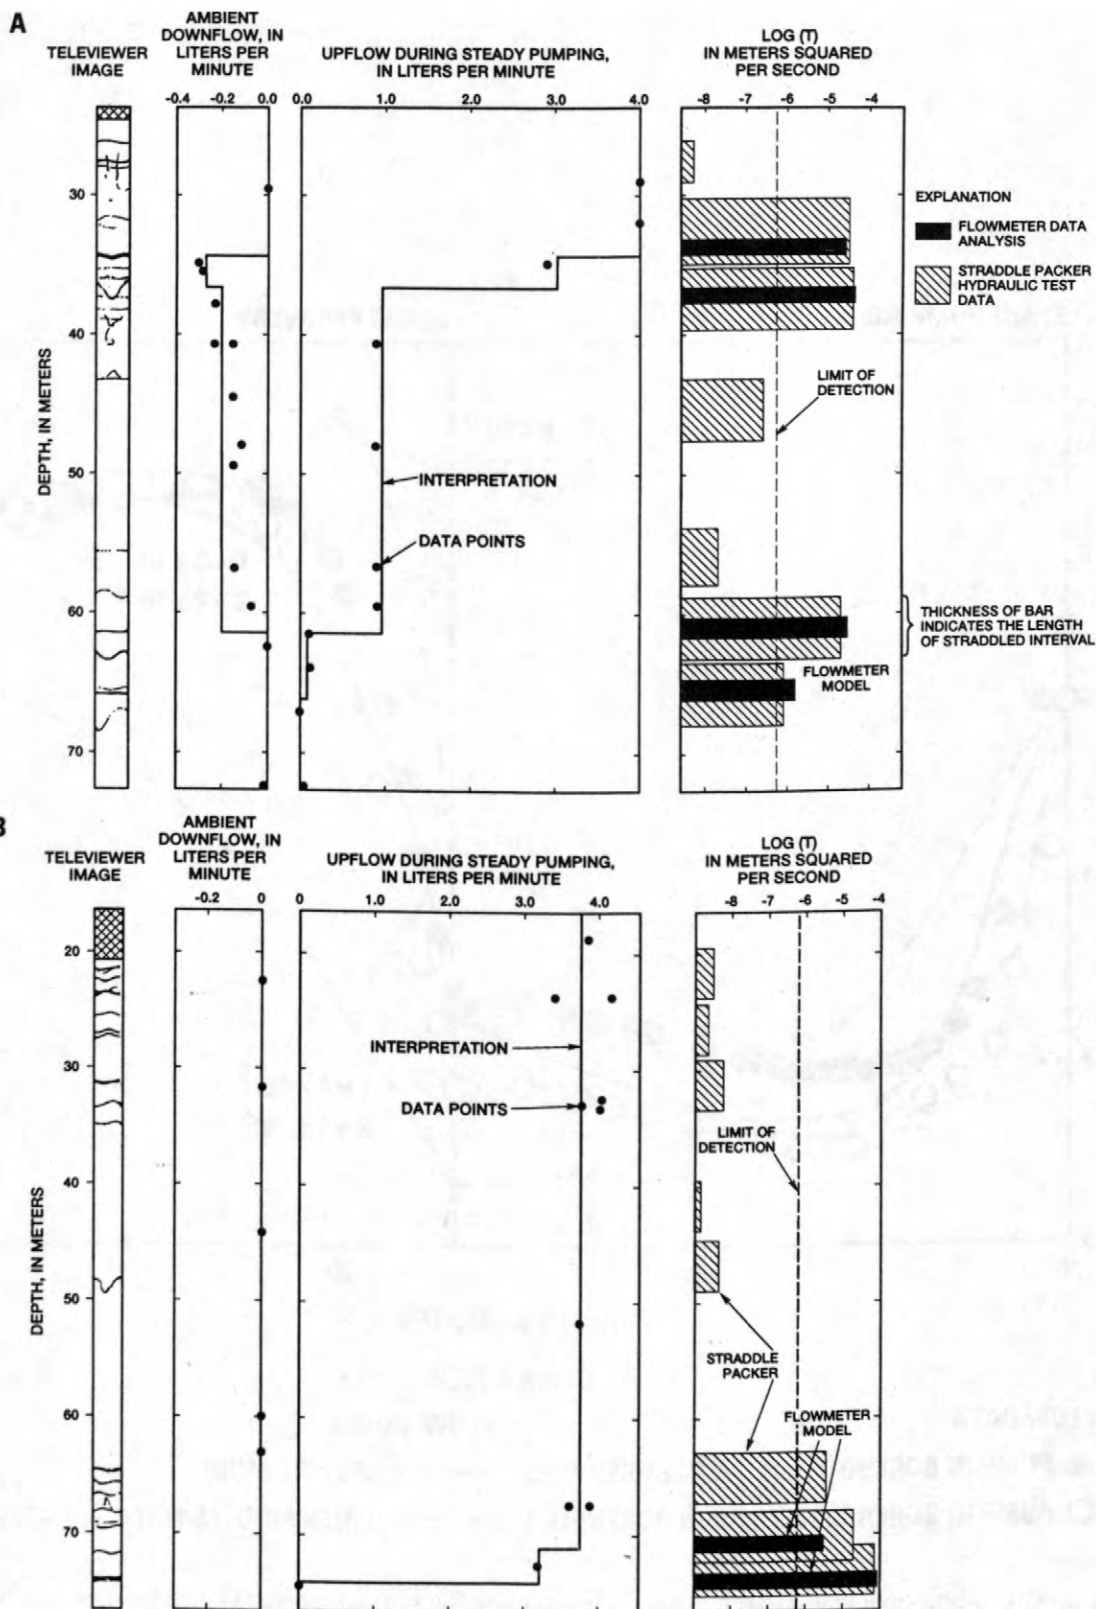 A
TELEVIEWER
IMAGE
AMBIENT
DOWNFLOW, IN
LITERS PER
MINUTE
UPFLOW DURING STEADY PUMPING,
IN LITERS PER MINUTE
LOG (T)
IN METERS SQUARED
PER SECOND
-0.4 -0.2 0.0
0.0 1.0 2.0 3.0 4.0
-8 -7 -6 -5 -4
30
40
50
60
70
DEPTH, IN METERS
INTERPRETATION
DATA POINTS
LIMIT OF
DETECTION
FLOWMETER
MODEL
EXPLANATION
FLOWMETER DATA
ANALYSIS
STRADDLE PACKER
HYDRAULIC TEST
DATA
THICKNESS OF BAR
INDICATES THE LENGTH
OF STRADDLED INTERVAL
TELEVIEWER
IMAGE
AMBIENT
DOWNFLOW, IN
LITERS PER
MINUTE
UPFLOW DURING STEADY PUMPING,
IN LITERS PER MINUTE
LOG (T)
IN METERS SQUARED
PER SECOND
-0.2 0
0 1.0 2.0 3.0 4.0
-8 -7 -6 -5 -4
20
30
40
50
60
70
DEPTH, IN METERS
INTERPRETATION
DATA POINTS
LIMIT OF
DETECTION
STRADDLE
PACKER
FLOWMETER
MODEL